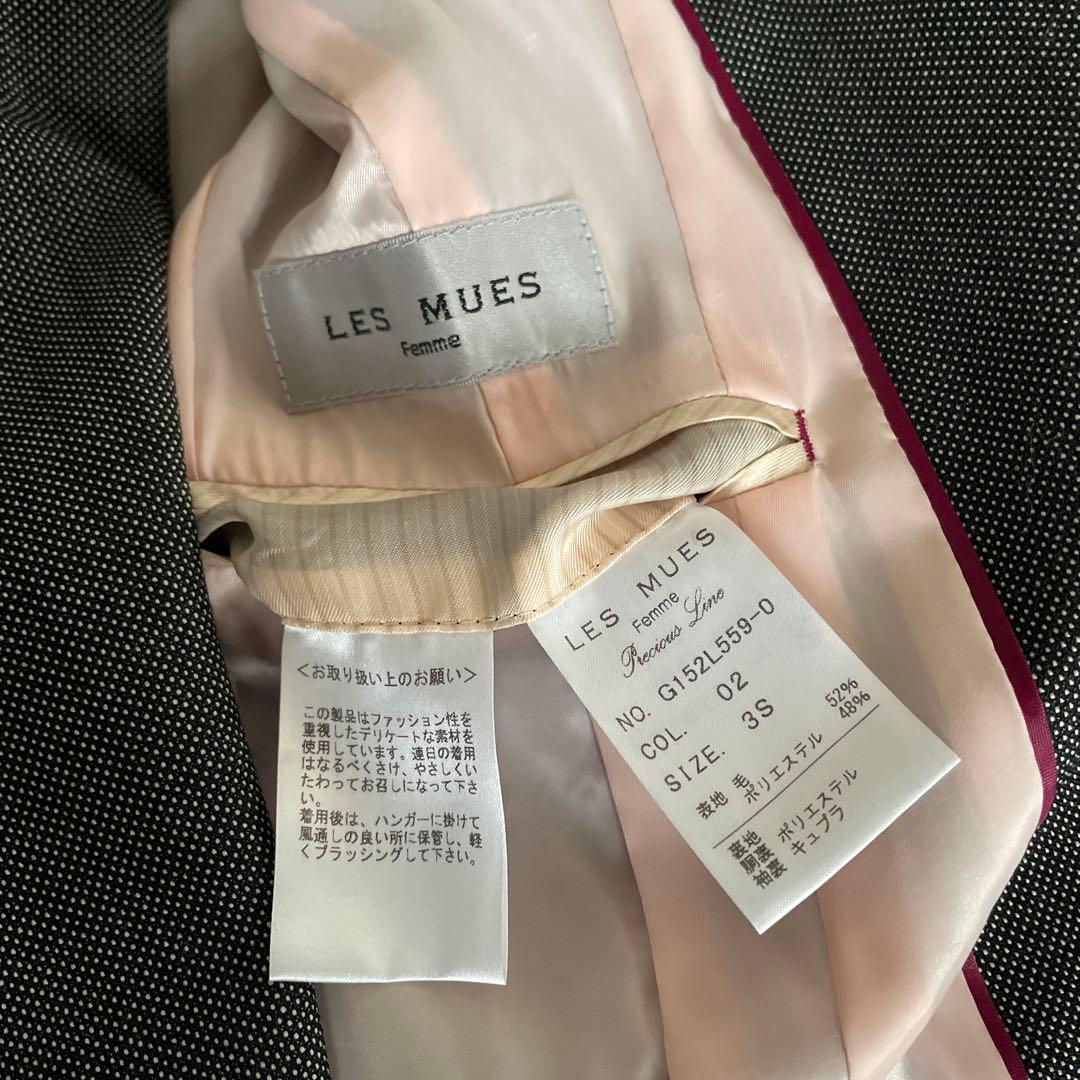 LES MUES
Femme
<お取り扱い上のお願い>
この製品はファッション性を
重視したデリケートな素材を
使用しています。連日の着用
はなるべくさけ、やさしくい
たわってお召しになって下さ
い。
着用後は、ハンガーに掛けて
風通しの良い所に保管し、軽
くブラッシングして下さい。
LES MUES
Femme
Precious Line
NO. G152L559-0
COL. 02
SIZE. 3S
表地 毛 52%
ポリエステル 48%
裏地
胴裏 ポリエステル
袖裏 キュプラ